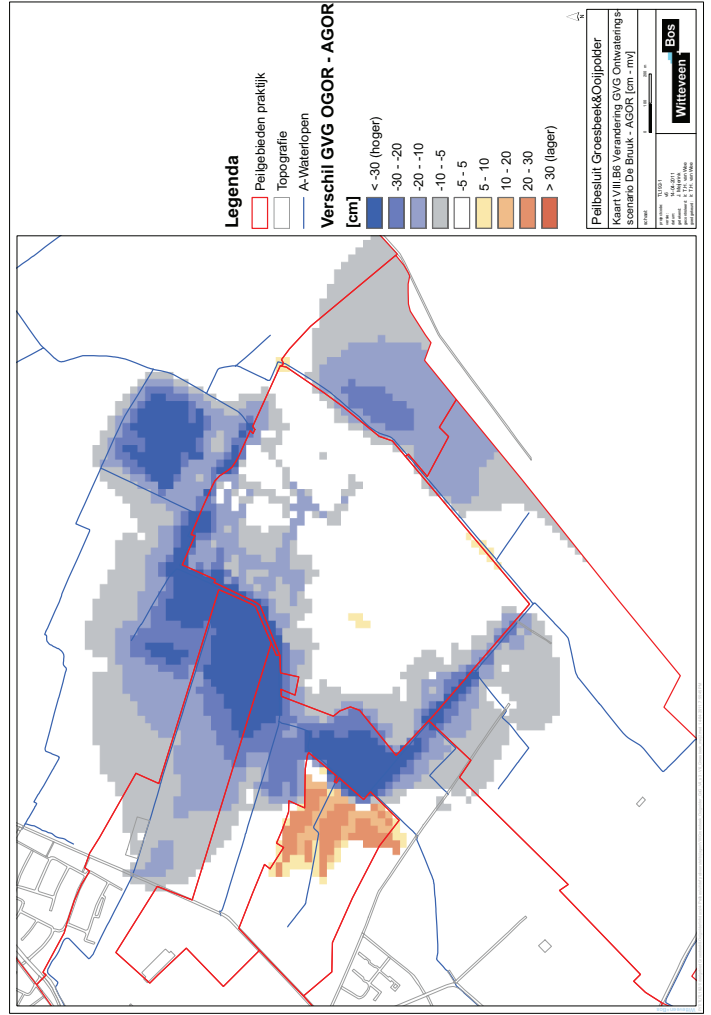 Legenda
Peilgebieden praktijk
Topografie
A-Waterlopen
Verschil GVG OGOR - AGOR
[cm]
< -30 (hoger)
-30 - -20
-20 - -10
-10 - -5
-5 - 5
5 - 10
10 - 20
20 - 30
> 30 (lager)
N
Peilbesluit Groesbeek&Ooijpolder
Kaart VIII.B6 Verandering GVG Ontwaterings-
scenario De Bruuk - AGOR [cm - mv]
schaal
Witteveen
Bos